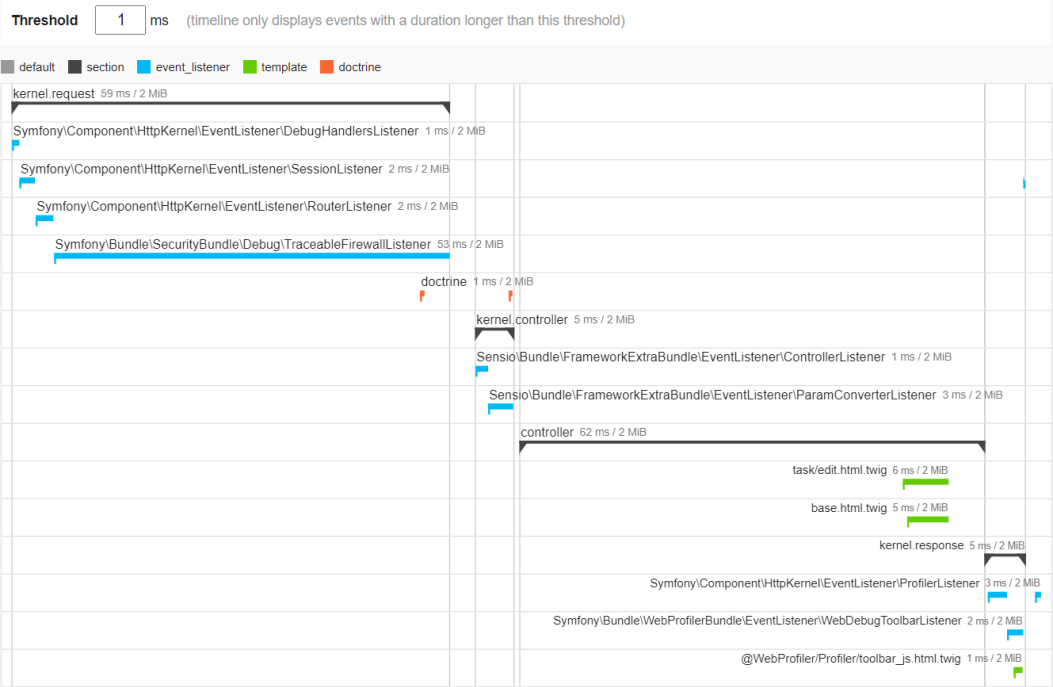 Threshold 1 ms (timeline only displays events with a duration longer than this threshold)
default section event_listener template doctrine
kernel.request 59 ms / 2 MiB
Symfony\Component\HttpKernel\EventListener\DebugHandlersListener 1 ms / 2 MiB
Symfony\Component\HttpKernel\EventListener\SessionListener 2 ms / 2 MiB
Symfony\Component\HttpKernel\EventListener\RouterListener 2 ms / 2 MiB
Symfony\Bundle\SecurityBundle\Debug\TraceableFirewallListener 53 ms / 2 MiB
doctrine 1 ms / 2 MiB
kernel.controller 5 ms / 2 MiB
Sensio\Bundle\FrameworkExtraBundle\EventListener\ControllerListener 1 ms / 2 MiB
Sensio\Bundle\FrameworkExtraBundle\EventListener\ParamConverterListener 3 ms / 2 MiB
controller 62 ms / 2 MiB
task/edit.html.twig 6 ms / 2 MiB
base.html.twig 5 ms / 2 MiB
kernel.response 5 ms / 2 MiB
Symfony\Component\HttpKernel\EventListener\ProfilerListener 3 ms / 2 MiB
Symfony\Bundle\WebProfilerBundle\EventListener\WebDebugToolbarListener 2 ms / 2 MiB
@WebProfiler/Profiler/toolbar_js.html.twig 1 ms / 2 MiB